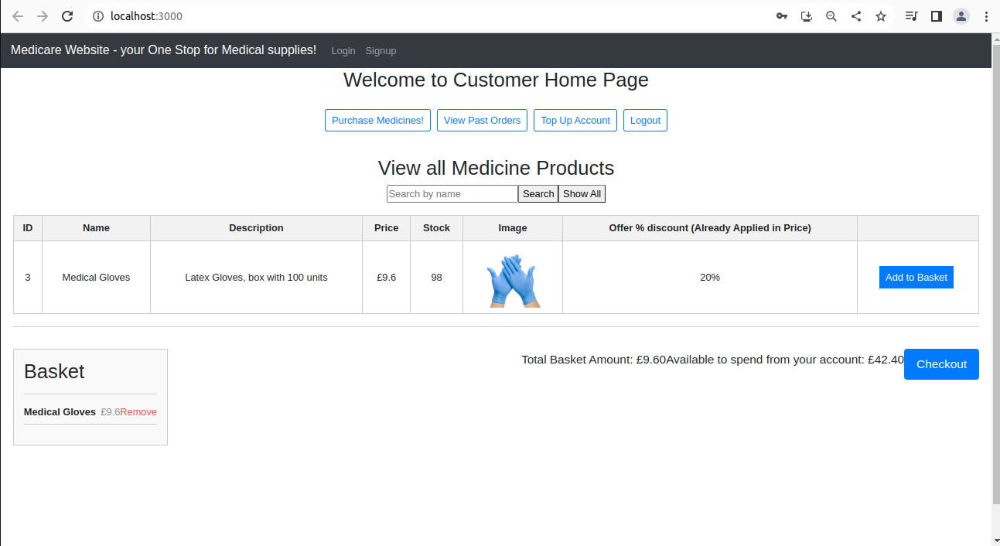 localhost:3000
Medicare Website - your One Stop for Medical supplies! Login Signup
Welcome to Customer Home Page
Purchase Medicines! View Past Orders Top Up Account Logout
View all Medicine Products
Search by name Search Show All
ID Name Description Price Stock Image Offer % discount (Already Applied in Price)
3 Medical Gloves Latex Gloves, box with 100 units £9.6 98 20% Add to Basket
Total Basket Amount: £9.60Available to spend from your account: £42.40 Checkout
Basket
Medical Gloves £9.6Remove